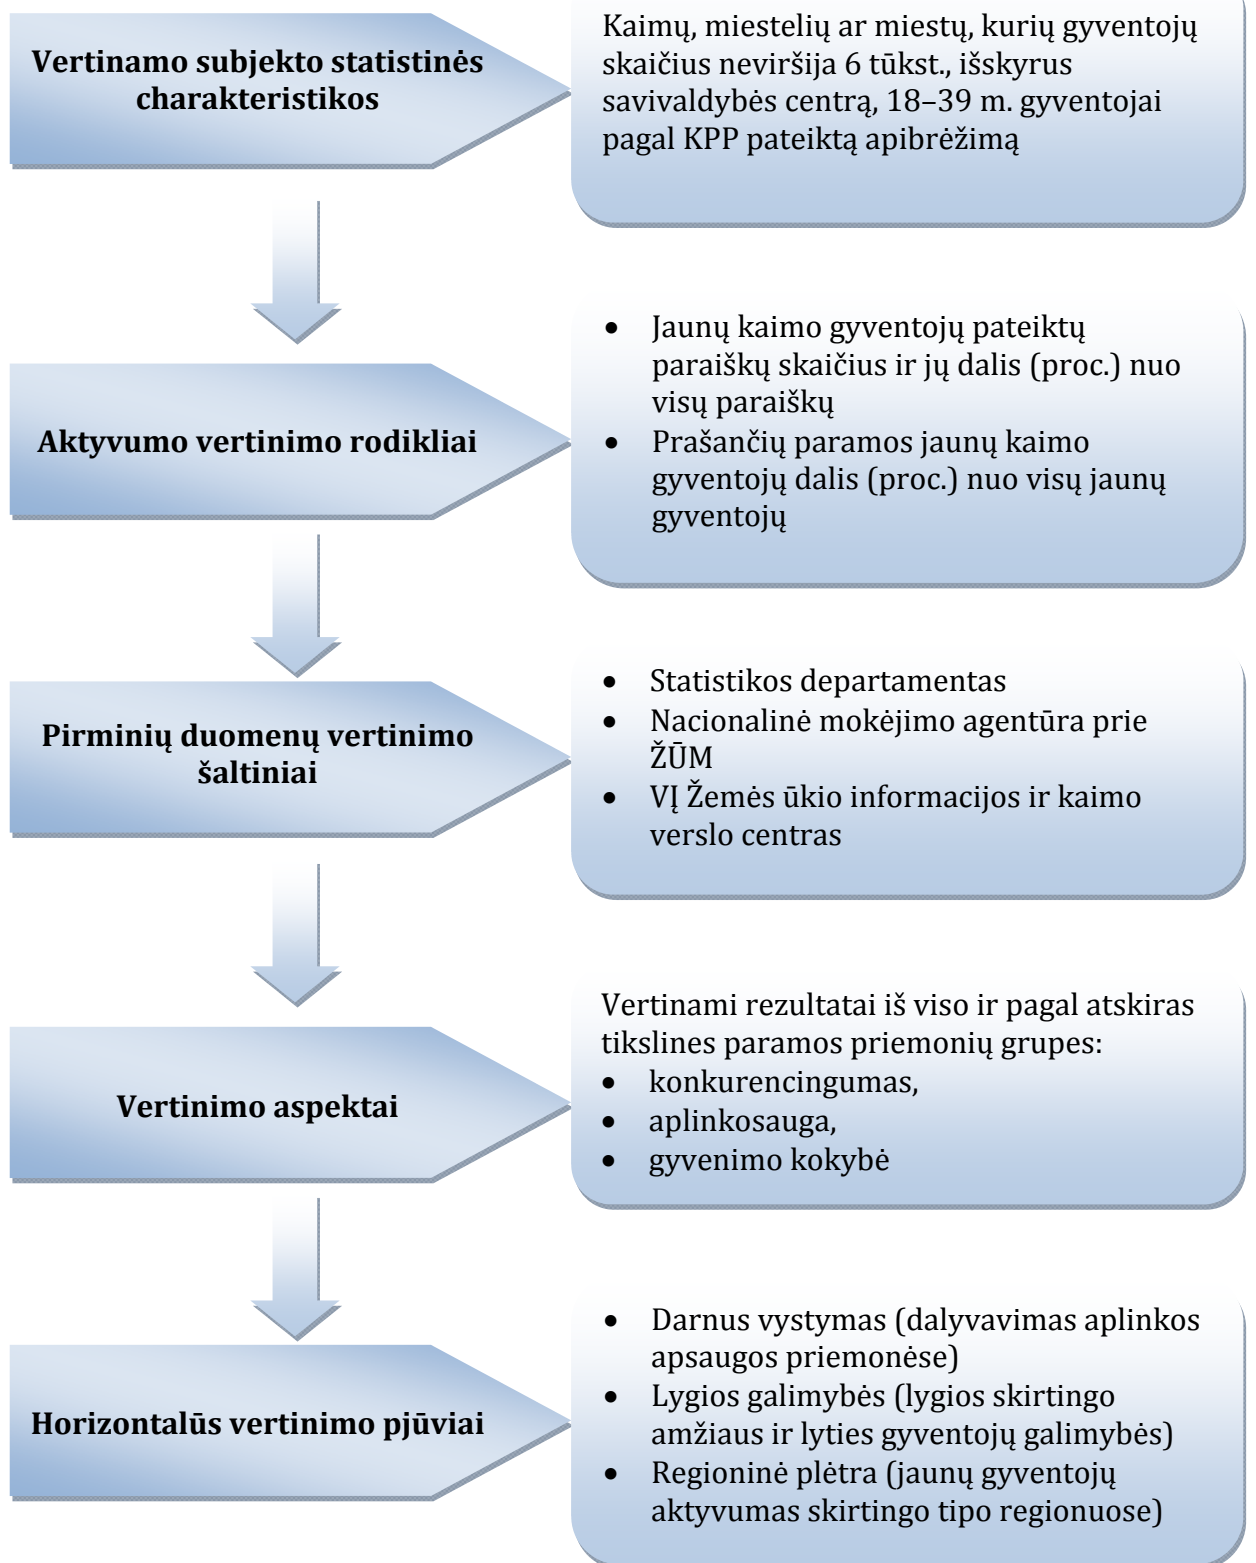 Vertinamo subjekto statistinės
charakteristikos
Kaimų, miestelių ar miestų, kurių gyventojų
skaičius neviršija 6 tūkst., išskyrus
savivaldybės centrą, 18–39 m. gyventojai
pagal KPP pateiktą apibrėžimą
Aktyvumo vertinimo rodikliai
• Jaunų kaimo gyventojų pateiktų
paraiškų skaičius ir jų dalis (proc.) nuo
visų paraiškų
• Prašančių paramos jaunų kaimo
gyventojų dalis (proc.) nuo visų jaunų
gyventojų
Pirminių duomenų vertinimo
šaltiniai
• Statistikos departamentas
• Nacionalinė mokėjimo agentūra prie
ŽŪM
• VĮ Žemės ūkio informacijos ir kaimo
verslo centras
Vertinimo aspektai
Vertinami rezultatai iš viso ir pagal atskiras
tikslines paramos priemonių grupes:
• konkurencingumas,
• aplinkosauga,
• gyvenimo kokybė
Horizontalūs vertinimo pjūviai
• Darnus vystymas (dalyvavimas aplinkos
apsaugos priemonėse)
• Lygios galimybės (lygios skirtingo
amžiaus ir lyties gyventojų galimybės)
• Regioninė plėtra (jaunų gyventojų
aktyvumas skirtingo tipo regionuose)